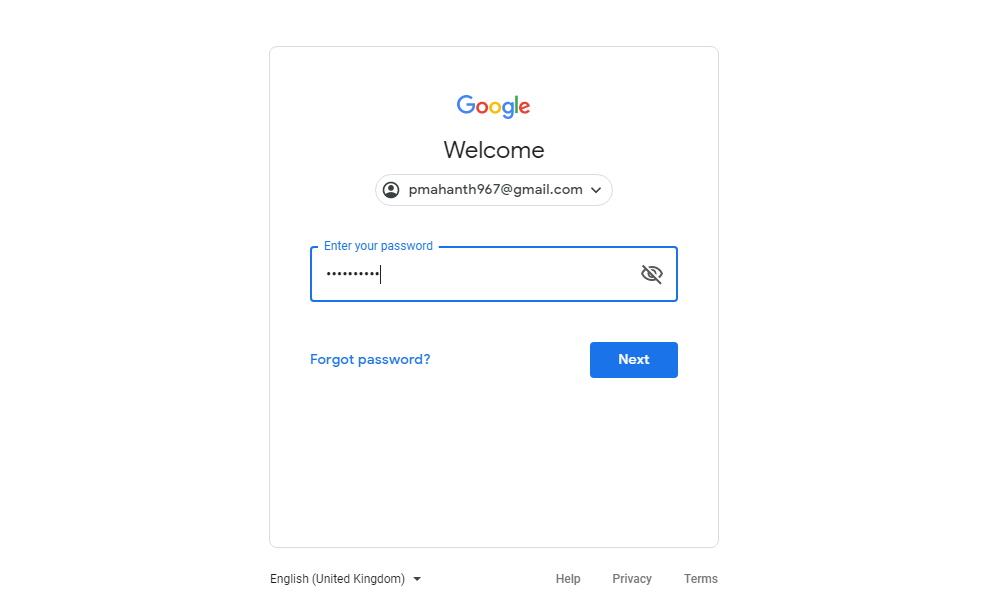 Google
Welcome
pmahanth967@gmail.com
Enter your password
••••••••••
Forgot password?
Next
English (United Kingdom)
Help
Privacy
Terms